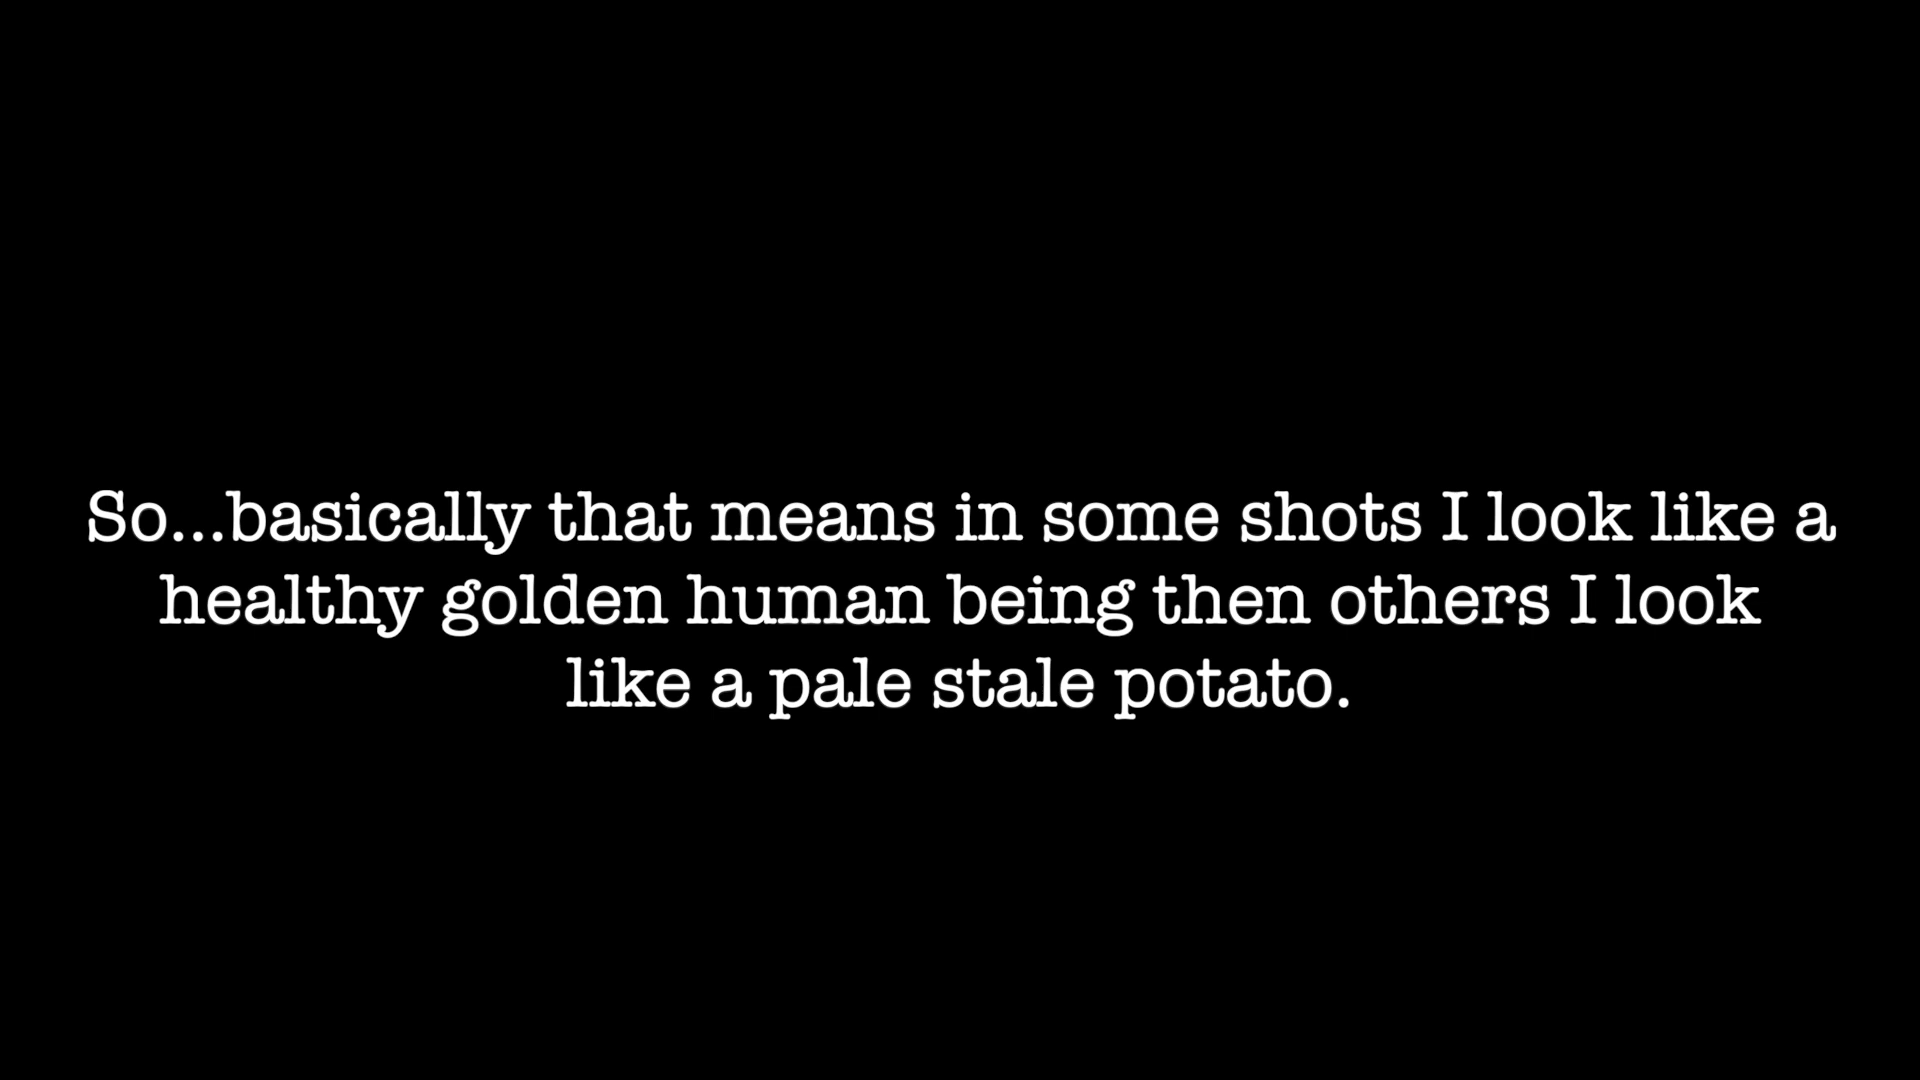 So...basically that means in some shots I look like a
healthy golden human being then others I look
like a pale stale potato.